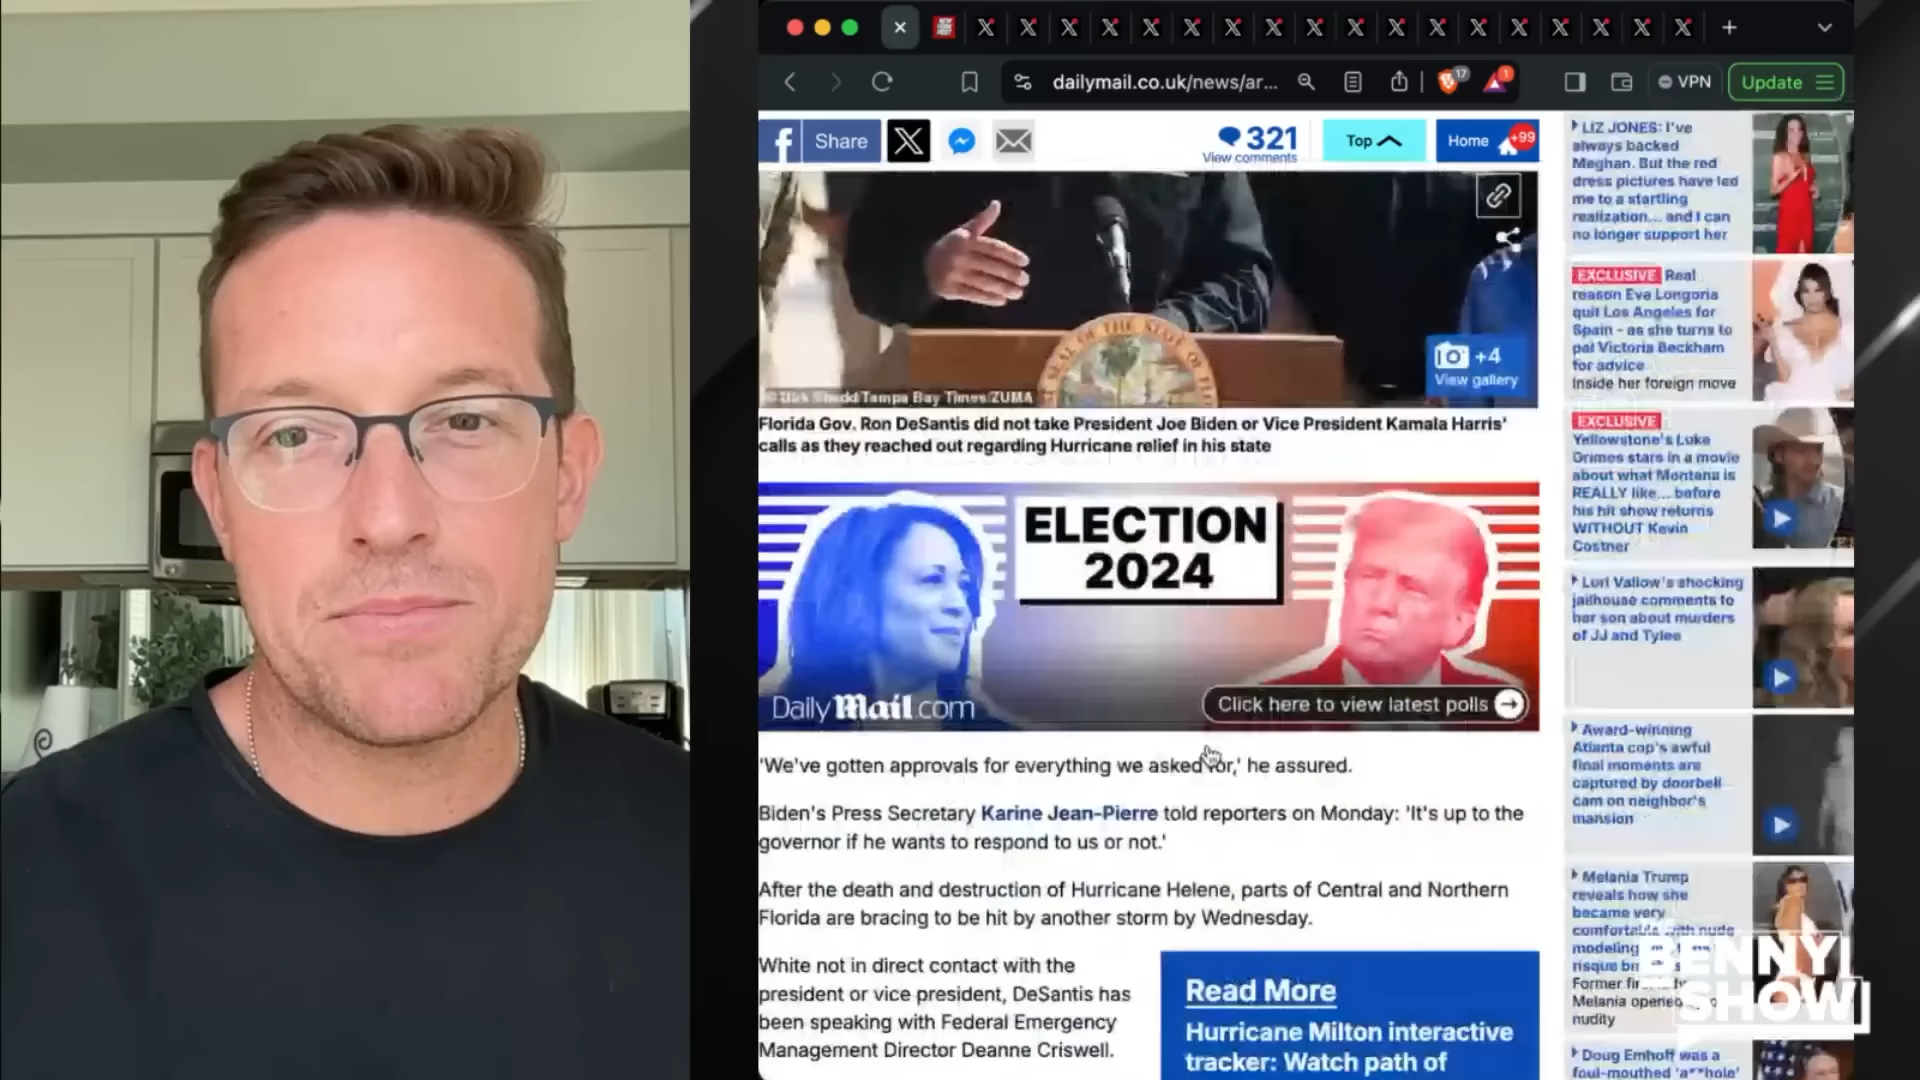 dailymail.co.uk/news/ar...
17
1
VPN
Update
f
Share
321
View comments
Top
Home
+99
+4
View gallery
SEAL OF THE
Florida Gov. Ron DeSantis did not take President Joe Biden or Vice President Kamala Harris'
calls as they reached out regarding Hurricane relief in his state
ELECTION
2024
DailyMail.com
Click here to view latest polls
'We've gotten approvals for everything we asked for,' he assured.
Biden's Press Secretary Karine Jean-Pierre told reporters on Monday: 'It's up to the
governor if he wants to respond to us or not.'
After the death and destruction of Hurricane Helene, parts of Central and Northern
Florida are bracing to be hit by another storm by Wednesday.
White not in direct contact with the
president or vice president, DeSantis has
been speaking with Federal Emergency
Management Director Deanne Criswell.
Read More
Hurricane Milton interactive
tracker: Watch path of
LIZ JONES: I've
always backed
Meghan. But the red
dress pictures have led
me to a startling
realization... and I can
no longer support her
EXCLUSIVE Real
reason Eva Longoria
quit Los Angeles for
Spain - as she turns to
pal Victoria Beckham
for advice
Inside her foreign move
EXCLUSIVE
Yellowstone's Luke
Grimes stars in a movie
about what Montana is
REALLY like... before
his hit show returns
WITHOUT Kevin
Costner
Lori Vallow's shocking
jailhouse comments to
her son about murders
of JJ and Tylee
Award-winning
Atlanta cop's awful
final moments are
captured by doorbell
cam on neighbor's
mansion
Melania Trump
reveals how she
became very
comfortable with nude
modeling
risque
Former
Melania opened
nudity
Doug Emhoff was a
foul-mouthed 'a**hole'
BENNY
SHOW